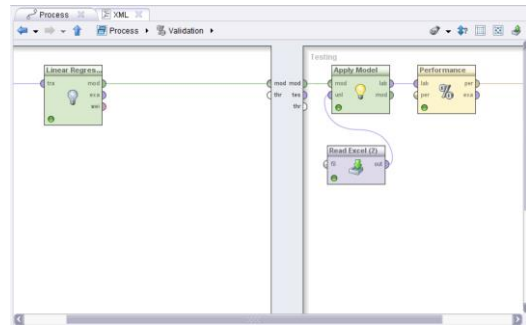 Process XML
Process Validation
Testing
Linear Regres...
tra mod
exa
wei
mod mod
thr tes
thr
Apply Model
mod lab
unl mod
Performance
lab per
per exa
%
Read Excel (2)
fil out